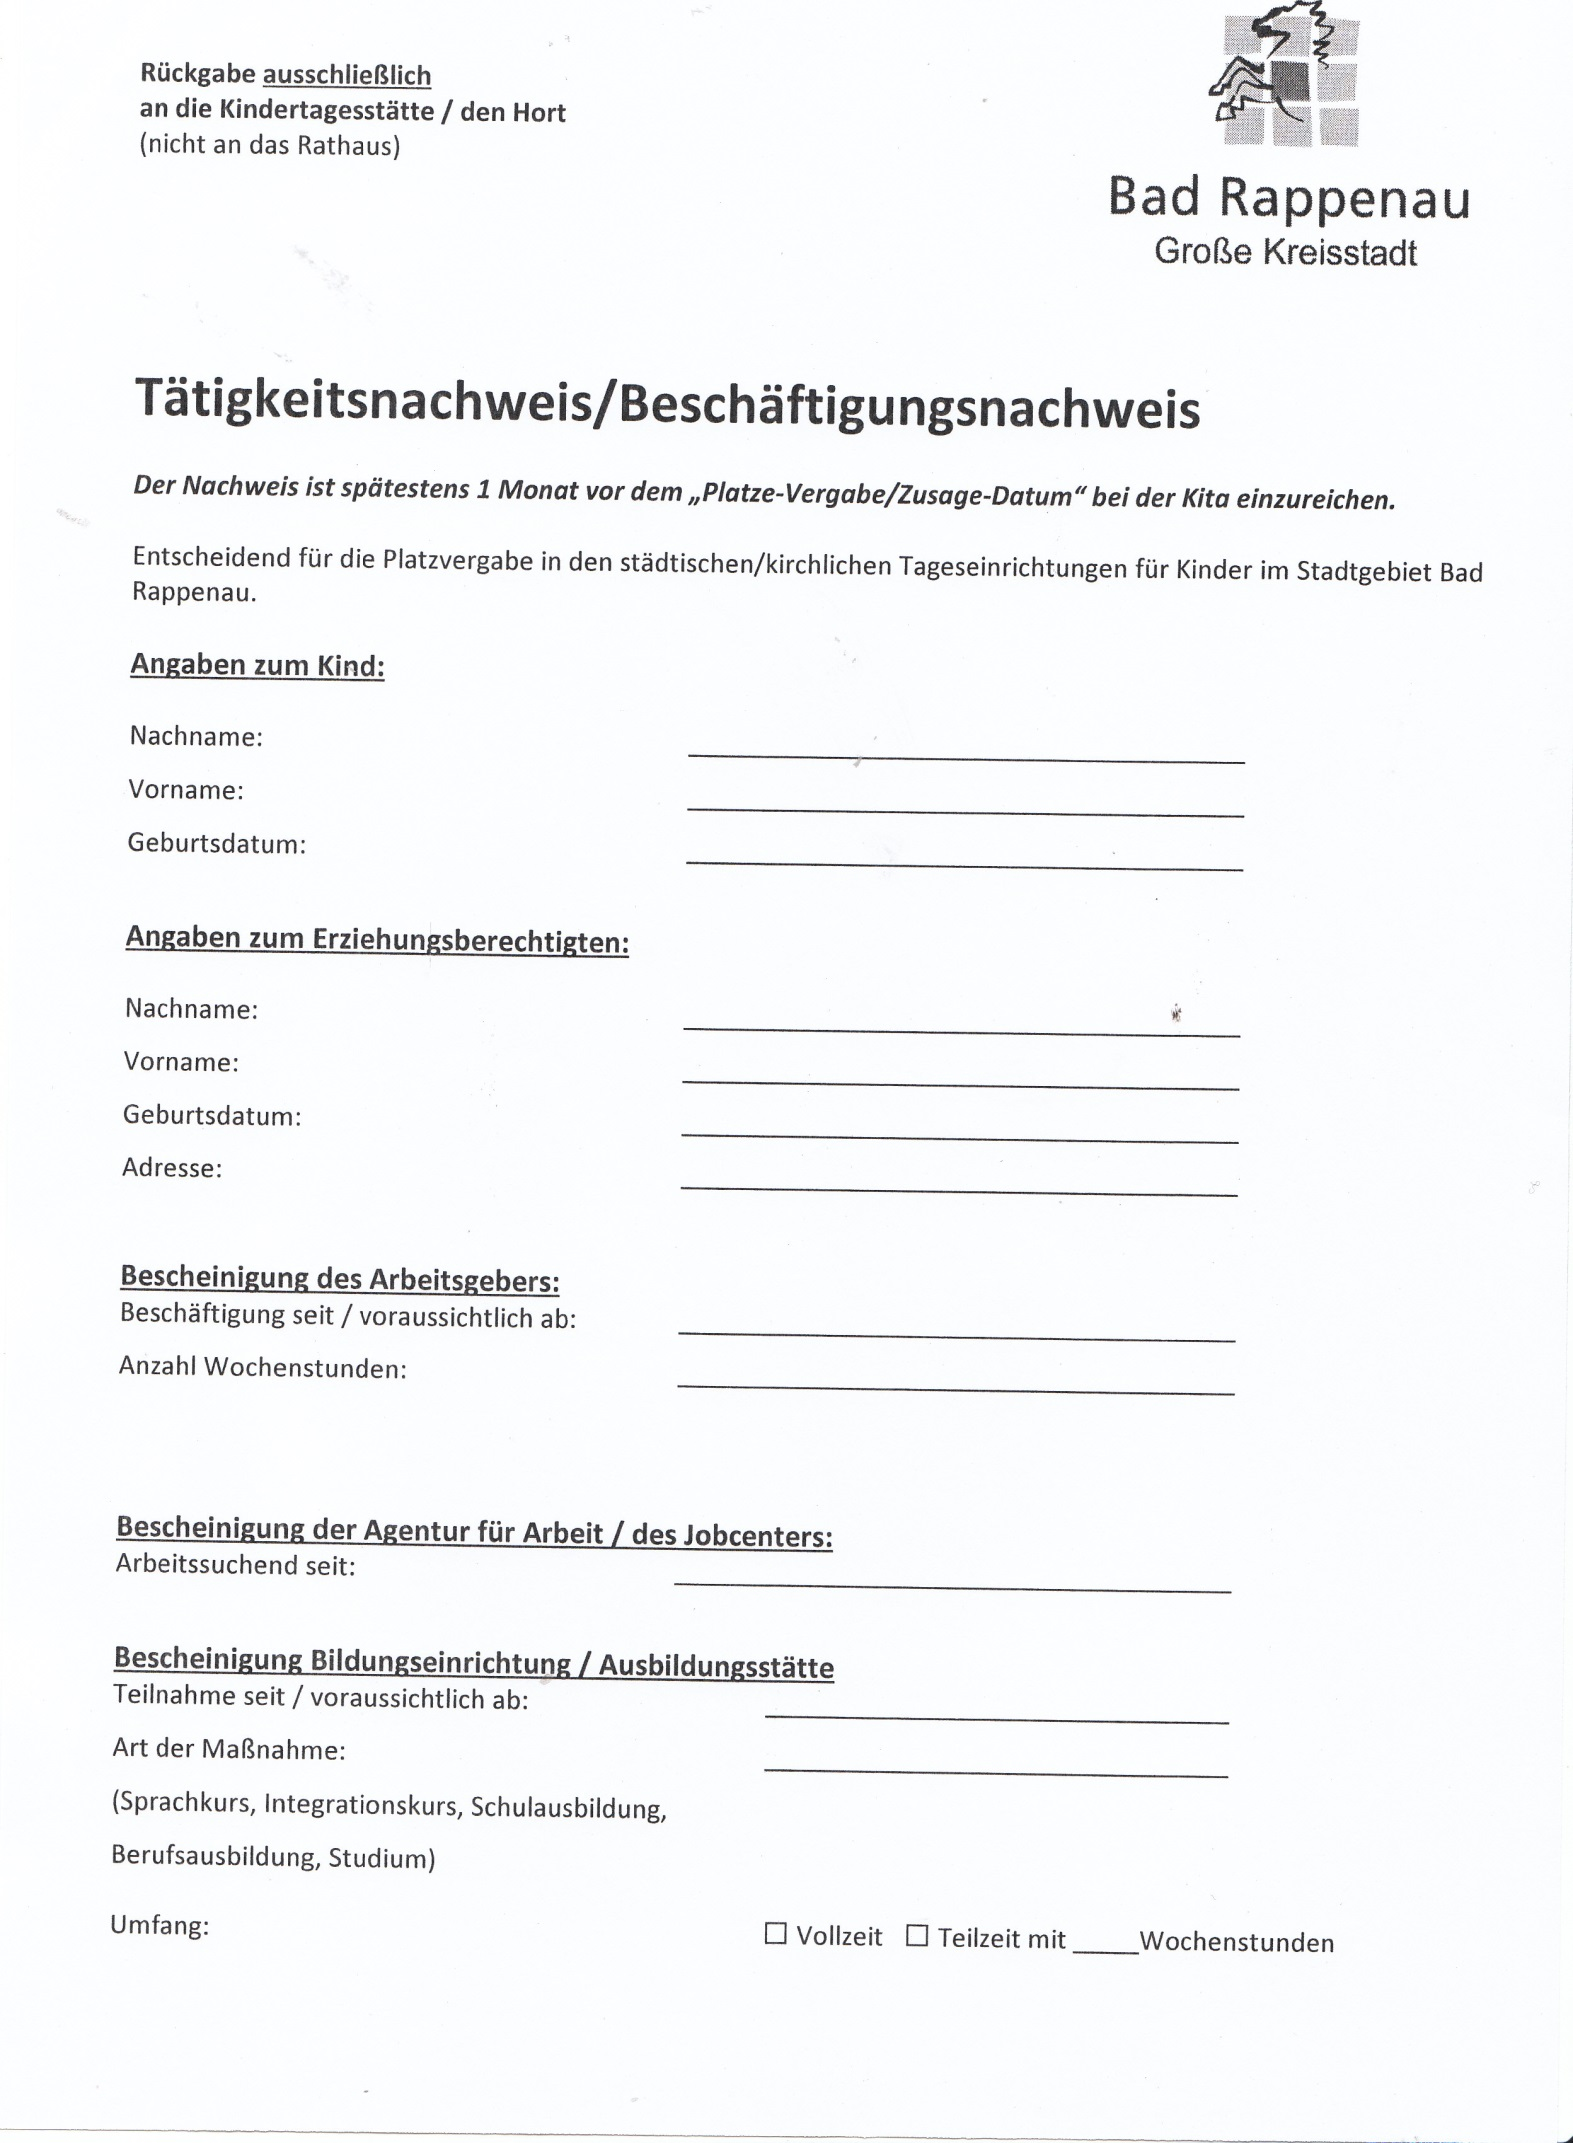 Rückgabe ausschließlich
an die Kindertagesstätte / den Hort
(nicht an das Rathaus)
Bad Rappenau
Große Kreisstadt
Tätigkeitsnachweis/Beschäftigungsnachweis
Der Nachweis ist spätestens 1 Monat vor dem „Platze-Vergabe/Zusage-Datum“ bei der Kita einzureichen.
Entscheidend für die Platzvergabe in den städtischen/kirchlichen Tageseinrichtungen für Kinder im Stadtgebiet Bad
Rappenau.
Angaben zum Kind:
Nachname:
Vorname:
Geburtsdatum:
Angaben zum Erziehungsberechtigten:
Nachname:
Vorname:
Geburtsdatum:
Adresse:
Bescheinigung des Arbeitsgebers:
Beschäftigung seit / voraussichtlich ab:
Anzahl Wochenstunden:
Bescheinigung der Agentur für Arbeit / des Jobcenters:
Arbeitssuchend seit:
Bescheinigung Bildungseinrichtung / Ausbildungsstätte
Teilnahme seit / voraussichtlich ab:
Art der Maßnahme:
(Sprachkurs, Integrationskurs, Schulausbildung,
Berufsausbildung, Studium)
Umfang: ☐ Vollzeit ☐ Teilzeit mit _____Wochenstunden